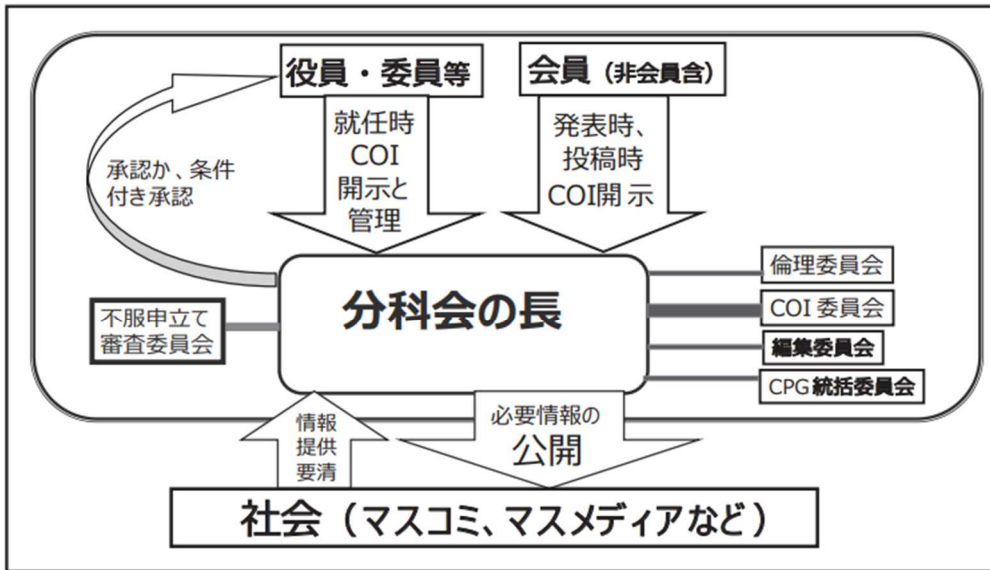 役員・委員等
会員（非会員含）
就任時
COI
開示と
管理
発表時、
投稿時
COI開示
承認か、条件
付き承認
分科会の長
不服申立て
審査委員会
倫理委員会
COI 委員会
編集委員会
CPG 統括委員会
情報
提供
要清
必要情報の
公開
社会（マスコミ、マスメディアなど）